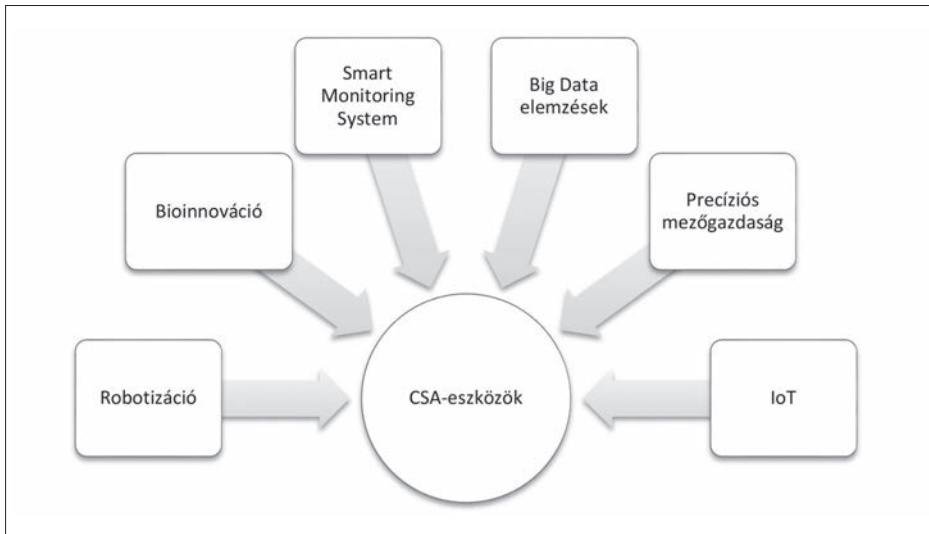 Smart
Monitoring
System
Big Data
elemzések
Bioinnováció
Precíziós
mezőgazdaság
Robotizáció
CSA-eszközök
IoT